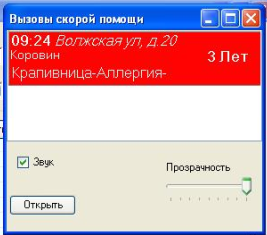 Вызовы скорой помощи
09:24 Волжская ул, д.20
Коровин
3 Лет
Крапивница-Аллергия-
Звук
Прозрачность
Открыть